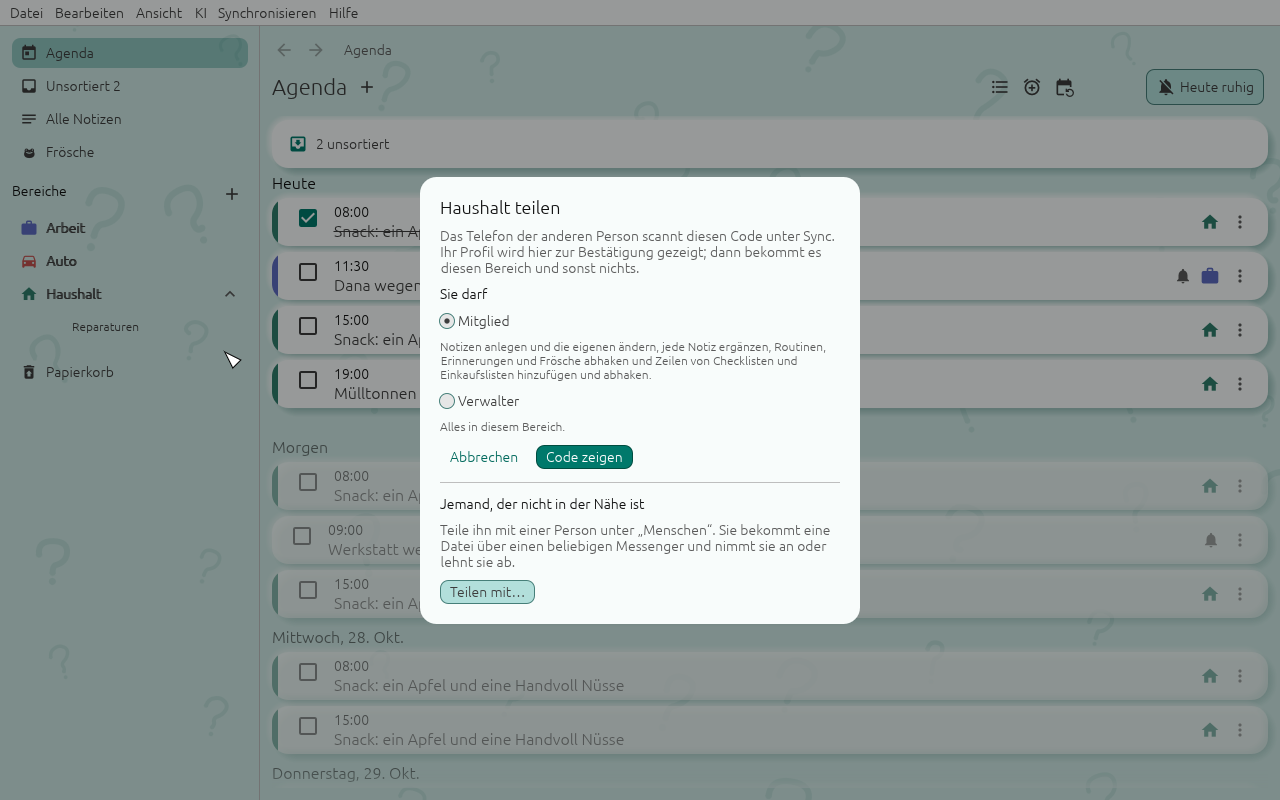 Datei Bearbeiten Ansicht KI Synchronisieren Hilfe
Agenda
Unsortiert 2
Alle Notizen
Frösche
Bereiche
Arbeit
Auto
Haushalt
Reparaturen
Papierkorb
Agenda
Agenda
Heute ruhig
2 unsortiert
Heute
08:00
Snack: ein
11:30
Dana wegen
15:00
Snack: ein
19:00
Mülltonnen
Morgen
08:00
Snack: ein
09:00
Werkstatt
15:00
Snack: ein
Mittwoch, 28. Okt.
08:00
Snack: ein Apfel und eine Handvoll Nüsse
15:00
Snack: ein Apfel und eine Handvoll Nüsse
Donnerstag, 29. Okt.
Haushalt teilen
Das Telefon der anderen Person scannt diesen Code unter Sync.
Ihr Profil wird hier zur Bestätigung gezeigt; dann bekommt es
diesen Bereich und sonst nichts.
Sie darf
Mitglied
Notizen anlegen und die eigenen ändern, jede Notiz ergänzen, Routinen,
Erinnerungen und Frösche abhaken und Zeilen von Checklisten und
Einkaufslisten hinzufügen und abhaken.
Verwalter
Alles in diesem Bereich.
Abbrechen Code zeigen
Jemand, der nicht in der Nähe ist
Teile ihn mit einer Person unter „Menschen“. Sie bekommt eine
Datei über einen beliebigen Messenger und nimmt sie an oder
lehnt sie ab.
Teilen mit…